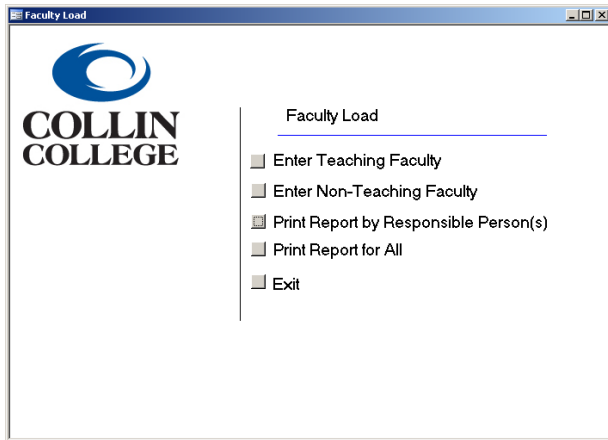 Faculty Load
COLLIN
COLLEGE
Faculty Load
Enter Teaching Faculty
Enter Non-Teaching Faculty
Print Report by Responsible Person(s)
Print Report for All
Exit